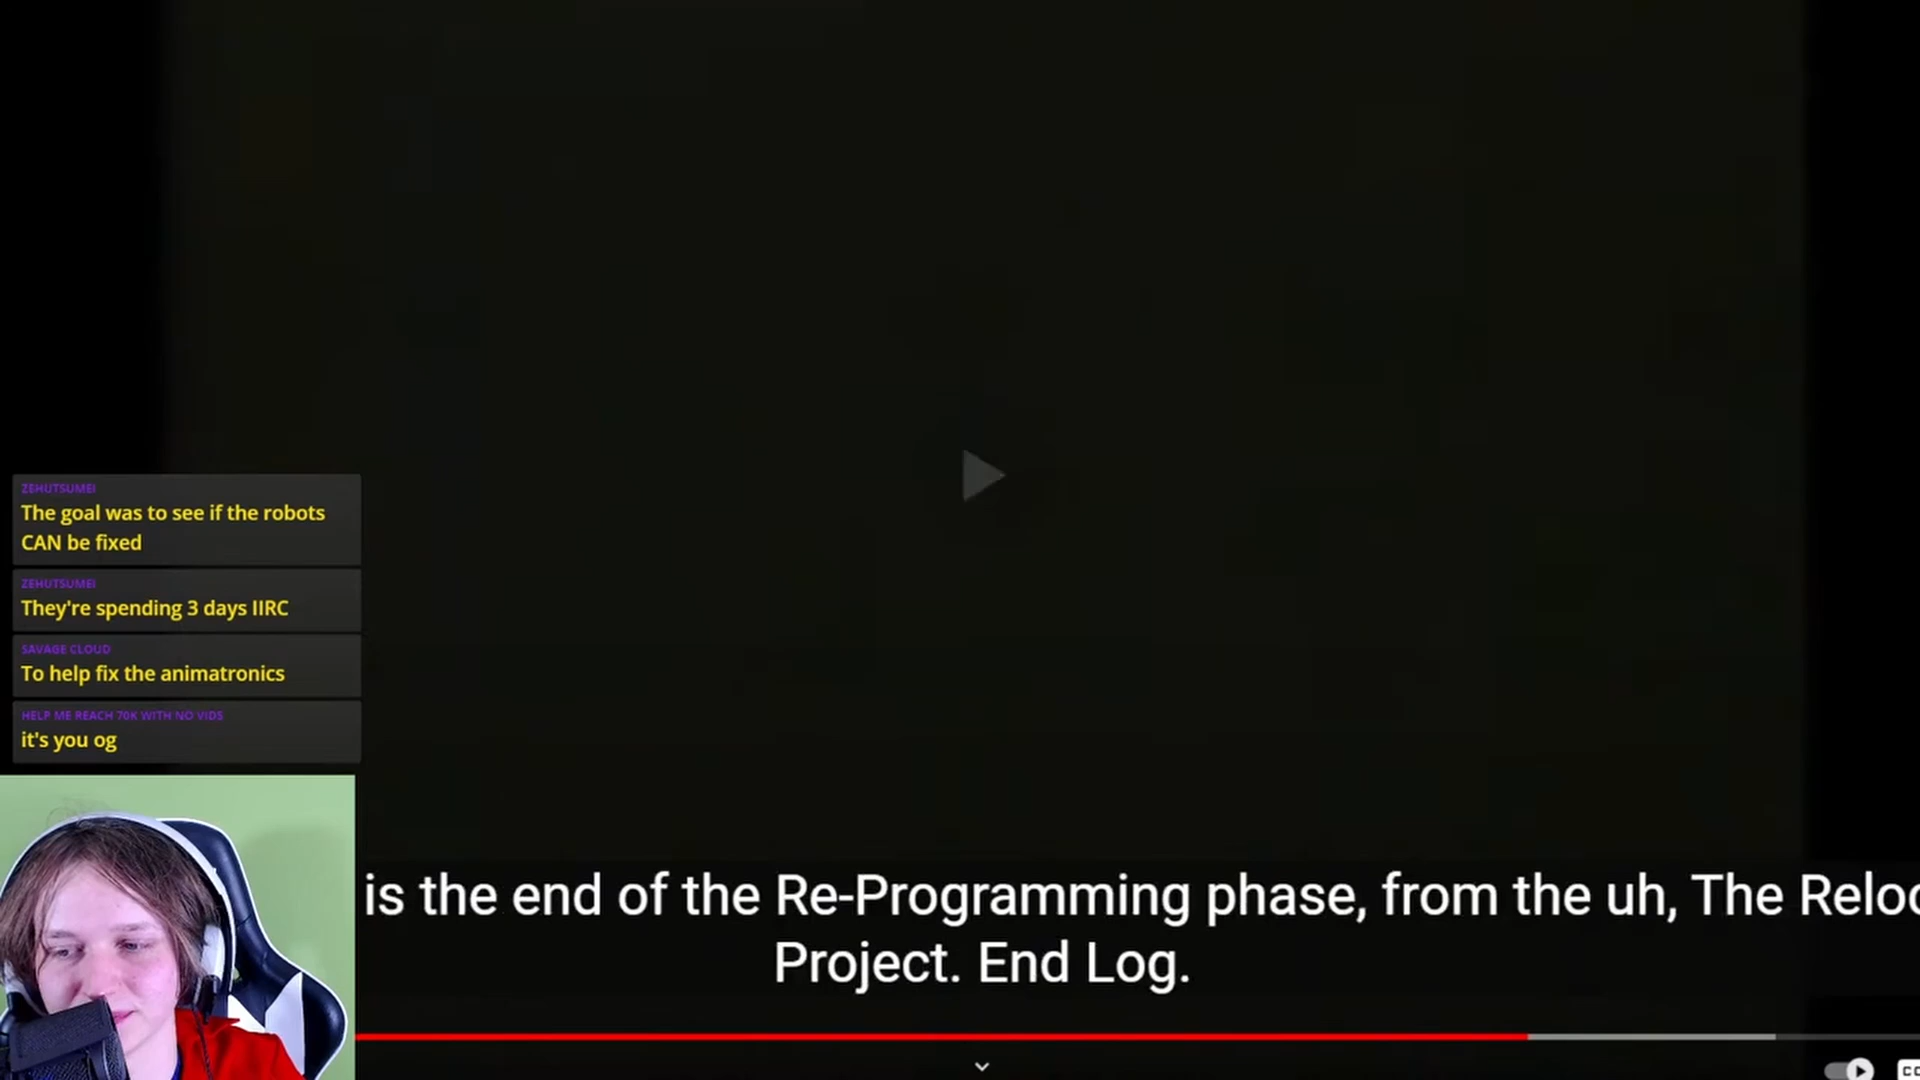 ZEHUTSUMEI
The goal was to see if the robots
CAN be fixed
ZEHUTSUMEI
They're spending 3 days IIRC
SAVAGE CLOUD
To help fix the animatronics
HELP ME REACH 70K WITH NO VIDS
it's you og
is the end of the Re-Programming phase, from the uh, The Reloc
Project. End Log.
CC